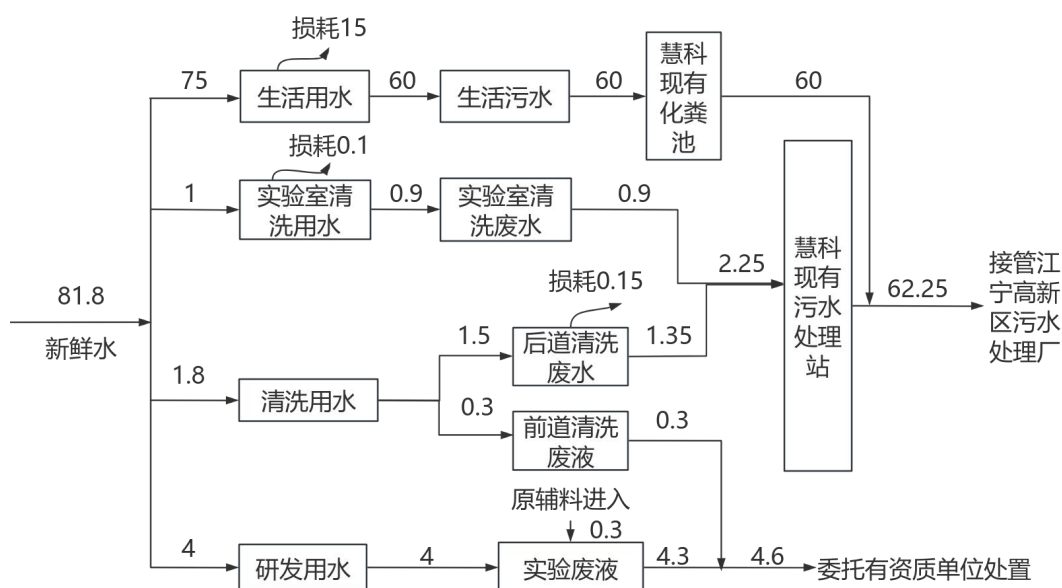 损耗15
75
生活用水
60
生活污水
60
慧科
现有
化粪
池
60
损耗0.1
1
实验室清
洗用水
0.9
实验室清
洗废水
0.9
慧科
现有
污水
处理
站
2.25
接管江
宁高新
区污水
处理厂
62.25
81.8
新鲜水
损耗0.15
1.5
后道清洗
废水
1.35
1.8
清洗用水
0.3
前道清洗
废液
0.3
原辅料进入
0.3
4
研发用水
4
实验废液
4.3
4.6
委托有资质单位处置